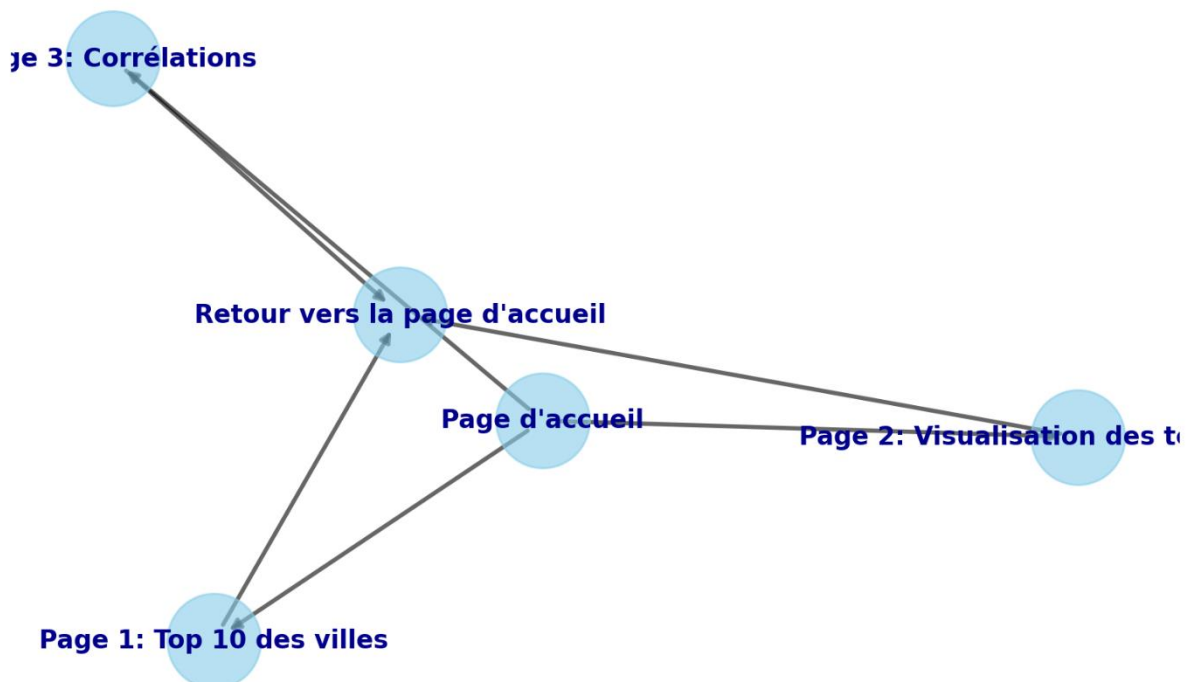 ge 3: Corrélations
Retour vers la page d'accueil
Page d'accueil
Page 2: Visualisation des te
Page 1: Top 10 des villes